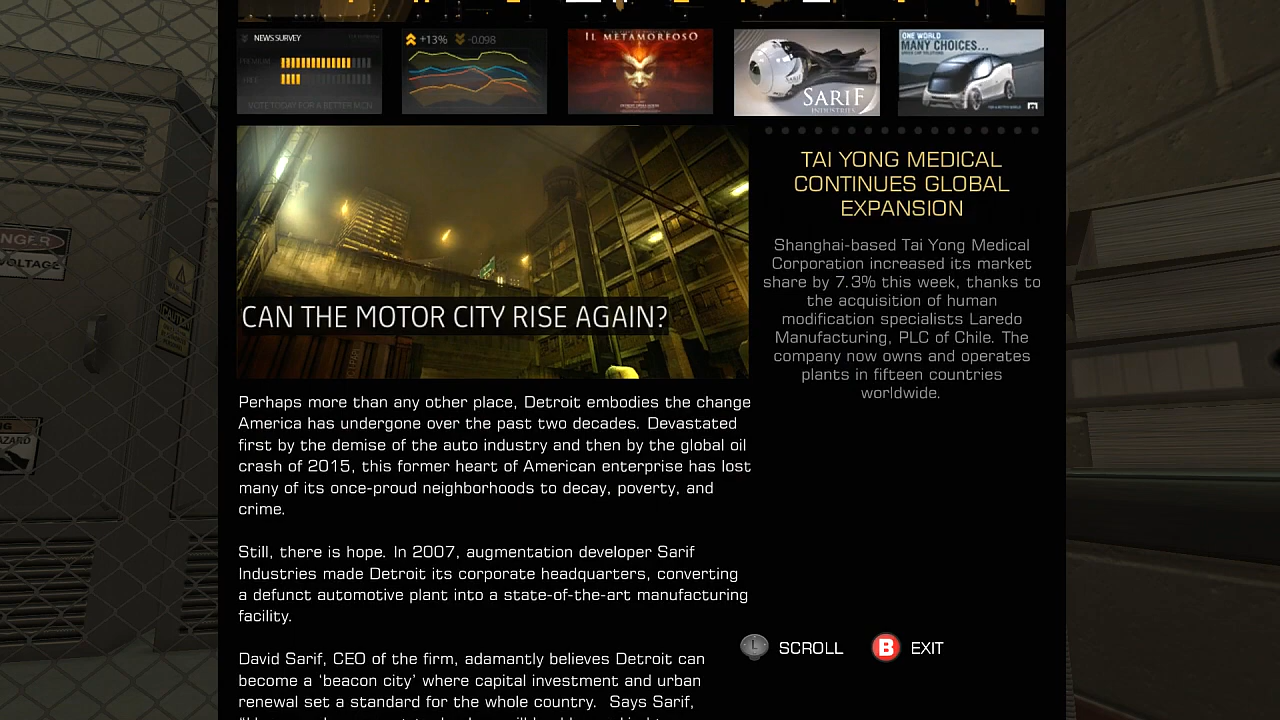 NEWS SURVEY
+13% -0.098
IL METAMORFOSO
SARIF
INDUSTRIES
ONE WORLD
MANY CHOICES...
VOTE TODAY FOR A BETTER MCN
CAN THE MOTOR CITY RISE AGAIN?
Perhaps more than any other place, Detroit embodies the change
America has undergone over the past two decades. Devastated
first by the demise of the auto industry and then by the global oil
crash of 2015, this former heart of American enterprise has lost
many of its once-proud neighborhoods to decay, poverty, and
crime.
Still, there is hope. In 2007, augmentation developer Sarif
Industries made Detroit its corporate headquarters, converting
a defunct automotive plant into a state-of-the-art manufacturing
facility.
David Sarif, CEO of the firm, adamantly believes Detroit can
become a ‘beacon city’ where capital investment and urban
renewal set a standard for the whole country. Says Sarif,
TAI YONG MEDICAL
CONTINUES GLOBAL
EXPANSION
Shanghai-based Tai Yong Medical
Corporation increased its market
share by 7.3% this week, thanks to
the acquisition of human
modification specialists Laredo
Manufacturing, PLC of Chile. The
company now owns and operates
plants in fifteen countries
worldwide.
L SCROLL B EXIT